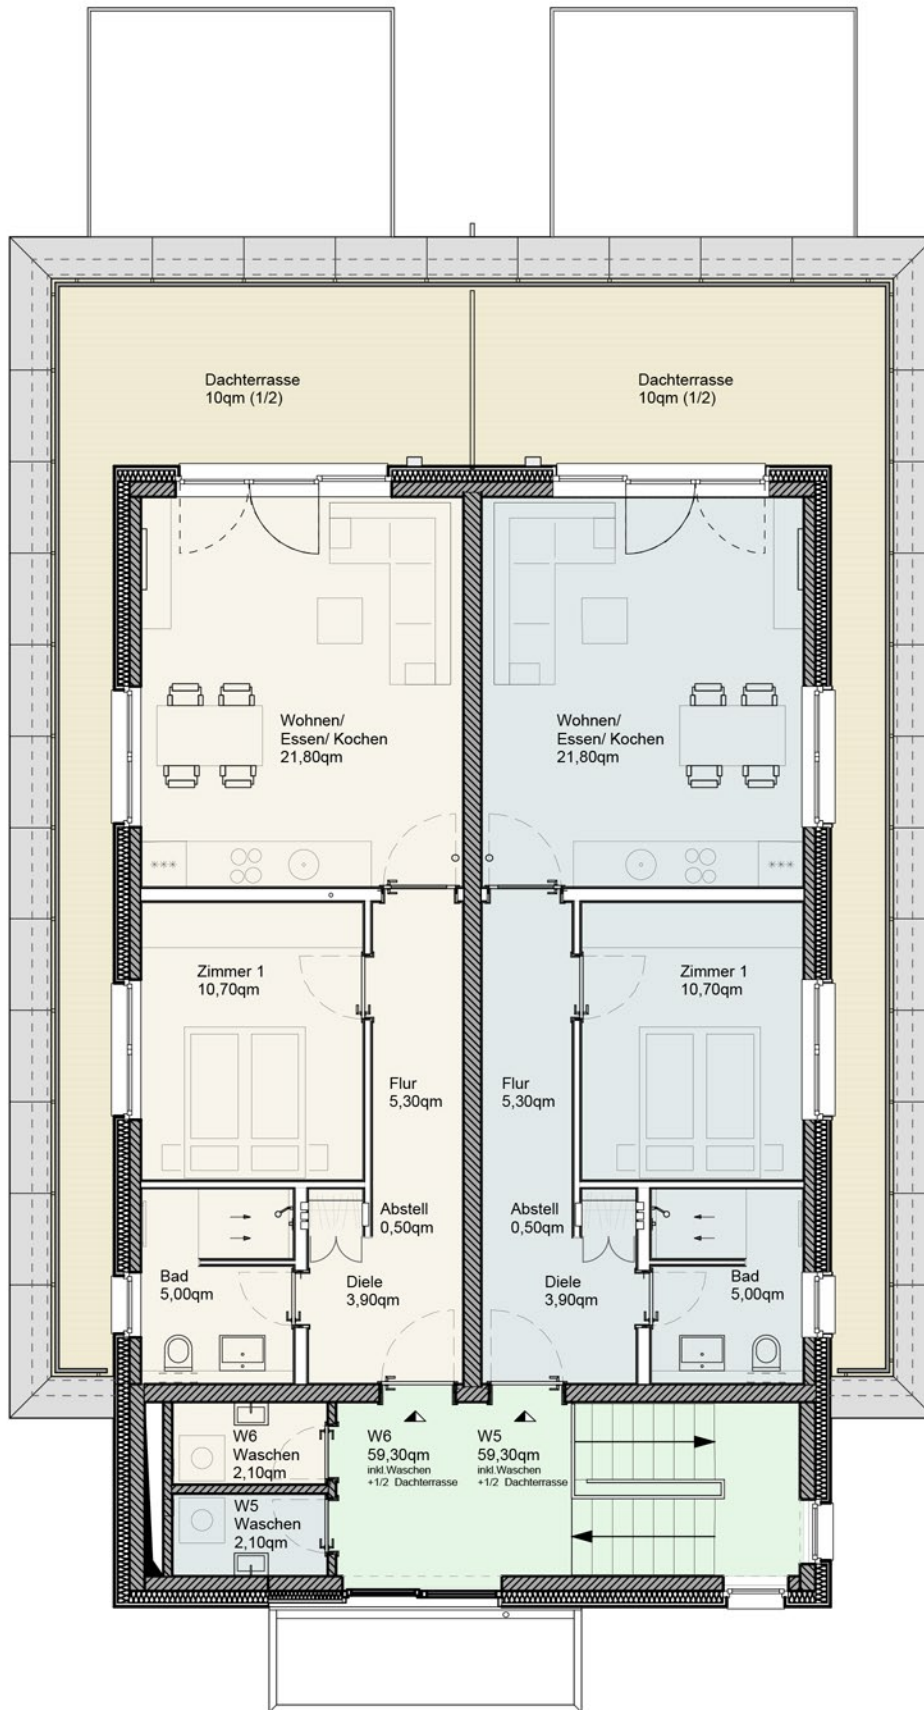 Dachterrasse
10qm (1/2)
Dachterrasse
10qm (1/2)
Wohnen/
Essen/ Kochen
21,80qm
Wohnen/
Essen/ Kochen
21,80qm
***
***
Zimmer 1
10,70qm
Zimmer 1
10,70qm
Flur
5,30qm
Flur
5,30qm
Abstell
0,50qm
Abstell
0,50qm
Bad
5,00qm
Diele
3,90qm
Diele
3,90qm
Bad
5,00qm
W6
Waschen
2,10qm
W6
59,30qm
inkl.Waschen
+1/2 Dachterrasse
W5
59,30qm
inkl.Waschen
+1/2 Dachterrasse
W5
Waschen
2,10qm